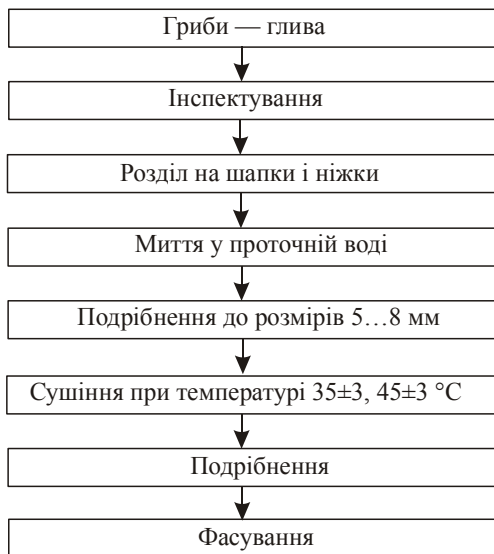 Гриби — глива
Інспектування
Розділ на шапки і ніжки
Миття у проточній воді
Подрібнення до розмірів 5…8 мм
Сушіння при температурі 35±3, 45±3 °С
Подрібнення
Фасування